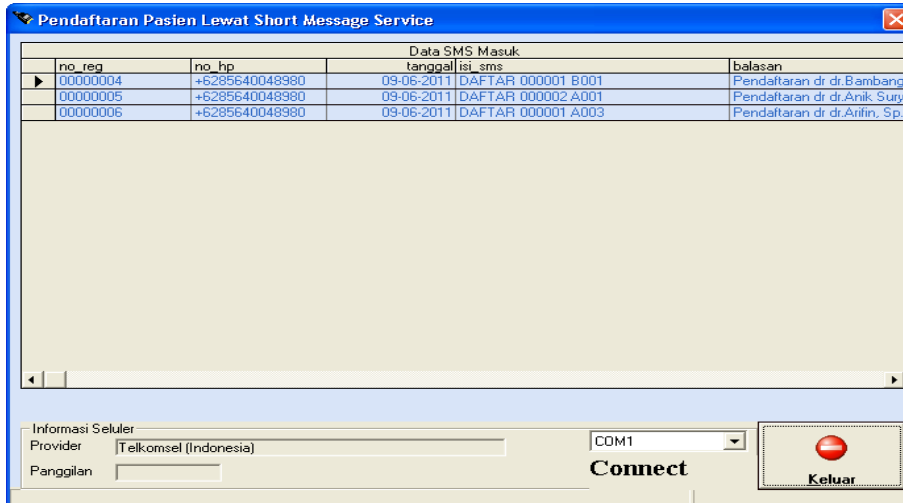 Pendaftaran Pasien Lewat Short Message Service
Data SMS Masuk
no_reg no_hp tanggal isi_sms balasan
00000004 +6285640048980 09-06-2011 DAFTAR 000001 B001 Pendaftaran dr dr.Bambang
00000005 +6285640048980 09-06-2011 DAFTAR 000002 A001 Pendaftaran dr dr.Anik Sury
00000006 +6285640048980 09-06-2011 DAFTAR 000001 A003 Pendaftaran dr dr.Arifin, Sp.
Informasi Seluler
Provider Telkomsel (Indonesia) COM1
Panggilan Connect Keluar